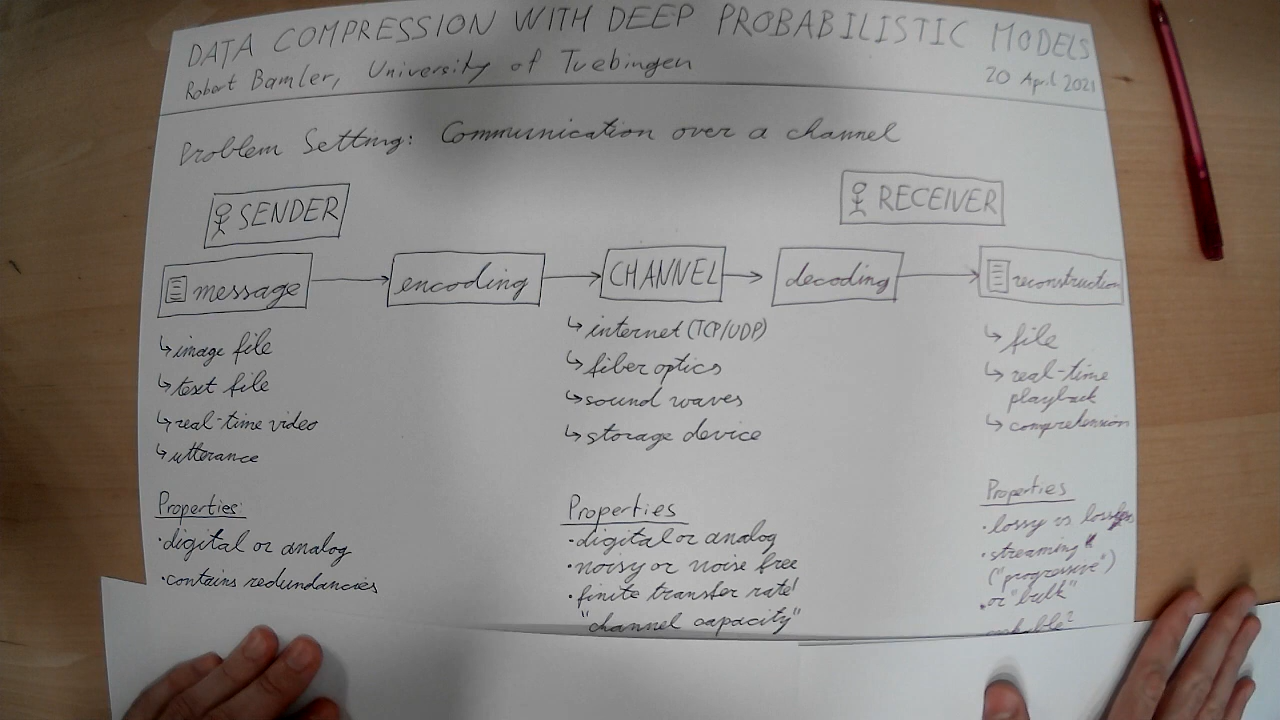 DATA COMPRESSION WITH DEEP PROBABILISTIC MODELS
Robert Bamler, University of Tuebingen
20 April 2021
Problem Setting: Communication over a channel
SENDER
RECEIVER
message
encoding
CHANNEL
decoding
reconstruction
↳ image file
↳ text file
↳ real-time video
↳ utterance
Properties:
• digital or analog
• contains redundancies
↳ internet (TCP/UDP)
↳ fiber optics
↳ sound waves
↳ storage device
Properties
• digital or analog
• noisy or noise free
• finite transfer rate
"channel capacity"
↳ file
↳ real-time
playback
↳ comprehension
Properties
• lossy vs lossless
• streaming"
("progressive")
• or "bulk"